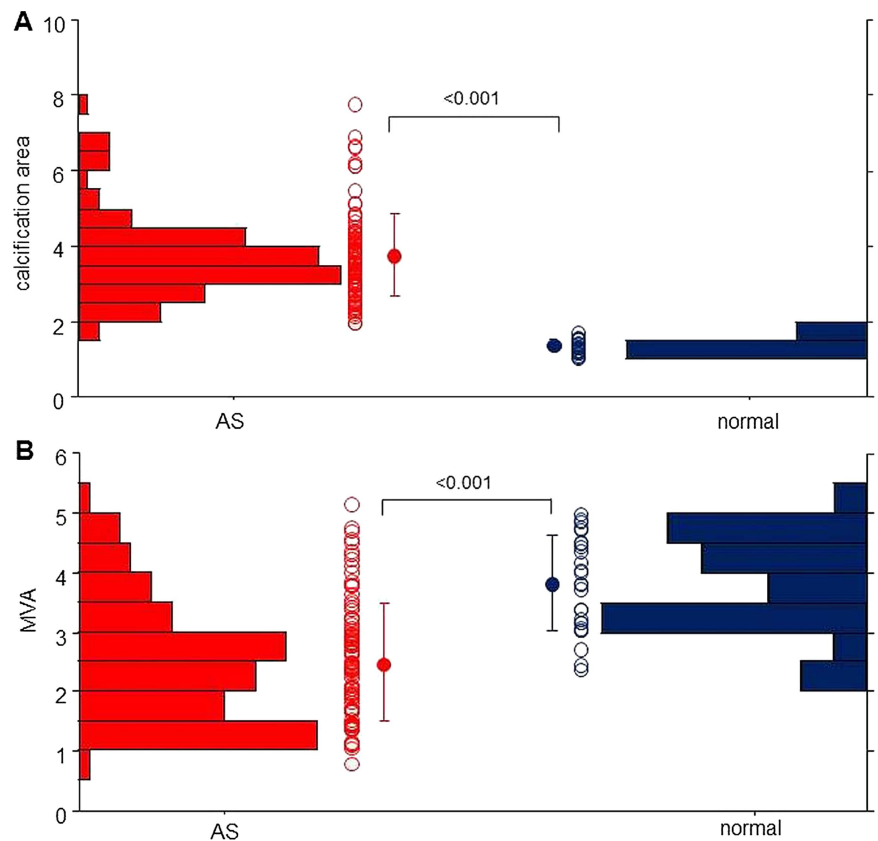 A
10
8
6
4
2
0
calcification area
<0.001
AS
normal
B
6
5
4
3
2
1
0
MVA
<0.001
AS
normal